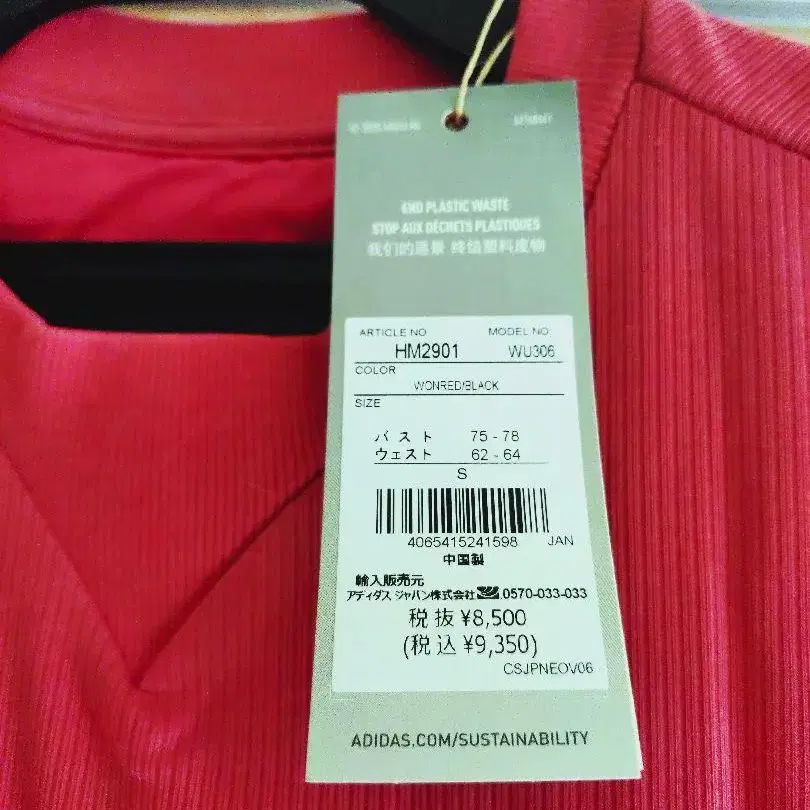 END PLASTIC WASTE
STOP AUX DÉCHETS PLASTIQUES
我们的愿景 终结塑料废物
ARTICLE NO MODEL NO
HM2901 WU306
COLOR
WONRED/BLACK
SIZE
バスト 75 - 78
ウェスト 62 - 64
S
4065415241598 JAN
中国製
輸入販売元
アディダス ジャパン株式会社 0570-033-033
税抜 ¥8,500
(税込 ¥9,350)
CSJPNEOV06
ADIDAS.COM/SUSTAINABILITY